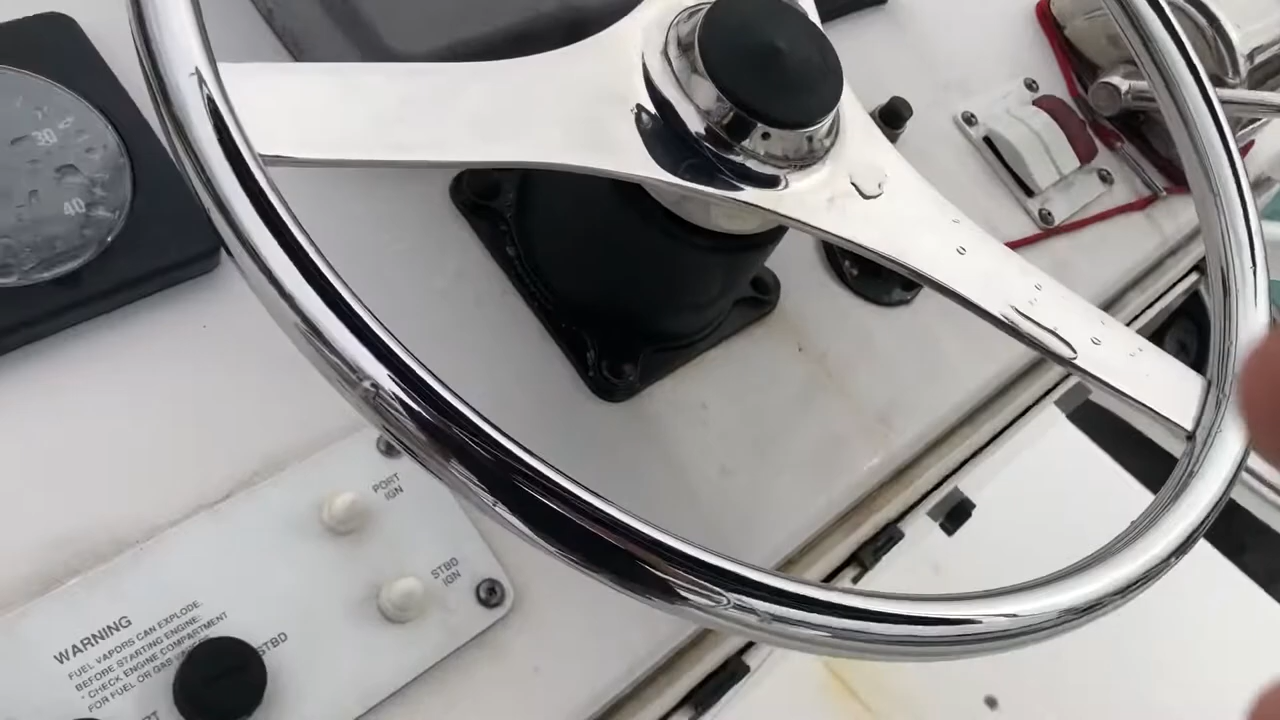 30
40
PORT
IGN
STBD
IGN
WARNING
FUEL VAPORS CAN EXPLODE.
BEFORE STARTING ENGINE:
* CHECK ENGINE COMPARTMENT
FOR FUEL OR GAS
STBD